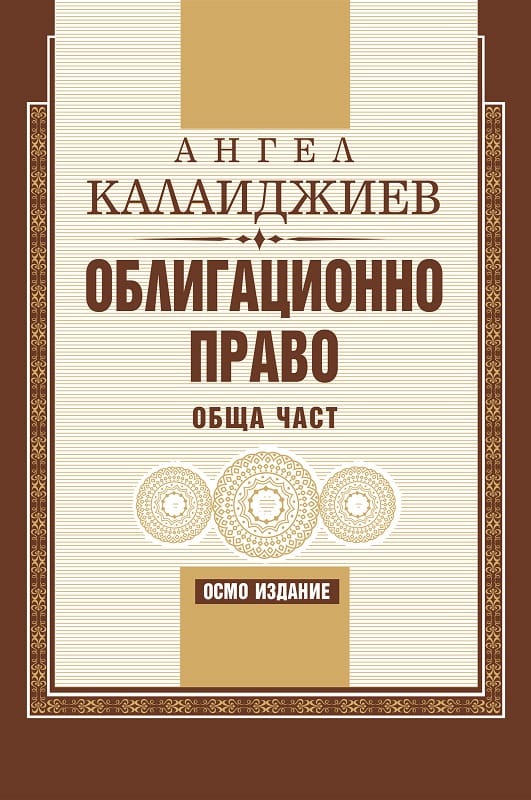 АНГЕЛ
КАЛАИДЖИЕВ
ОБЛИГАЦИОННО
ПРАВО
ОБЩА ЧАСТ
ОСМО ИЗДАНИЕ